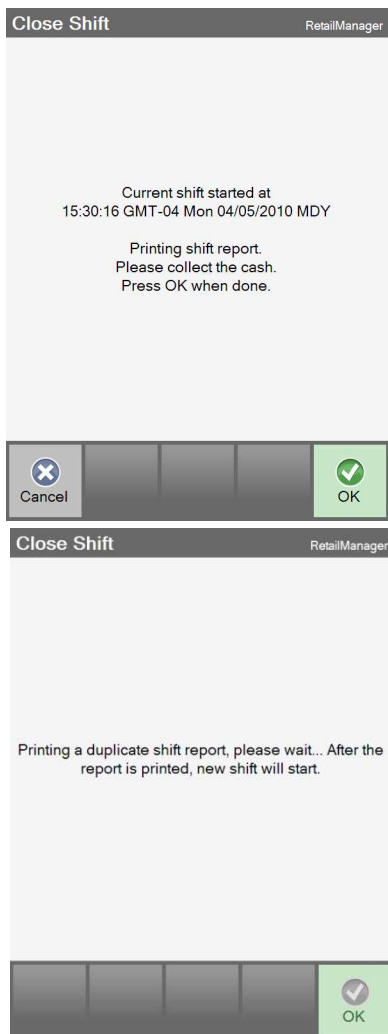 Close Shift RetailManager
Current shift started at
15:30:16 GMT-04 Mon 04/05/2010 MDY
Printing shift report.
Please collect the cash.
Press OK when done.
Cancel OK
Close Shift RetailManager
Printing a duplicate shift report, please wait... After the
report is printed, new shift will start.
OK